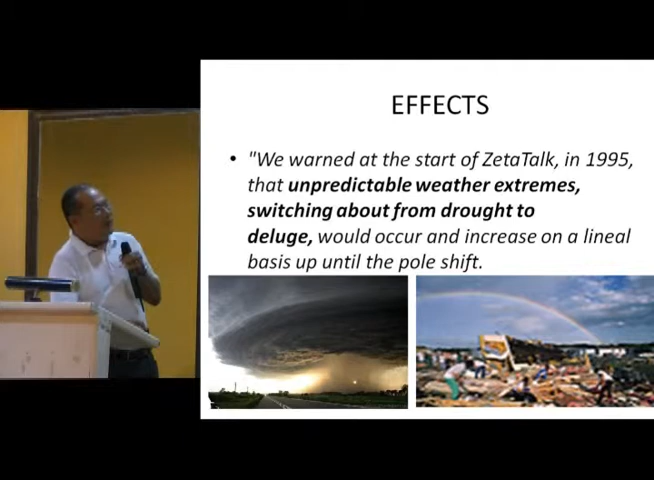 EFFECTS
• "We warned at the start of ZetaTalk, in 1995,
that unpredictable weather extremes,
switching about from drought to
deluge, would occur and increase on a lineal
basis up until the pole shift.